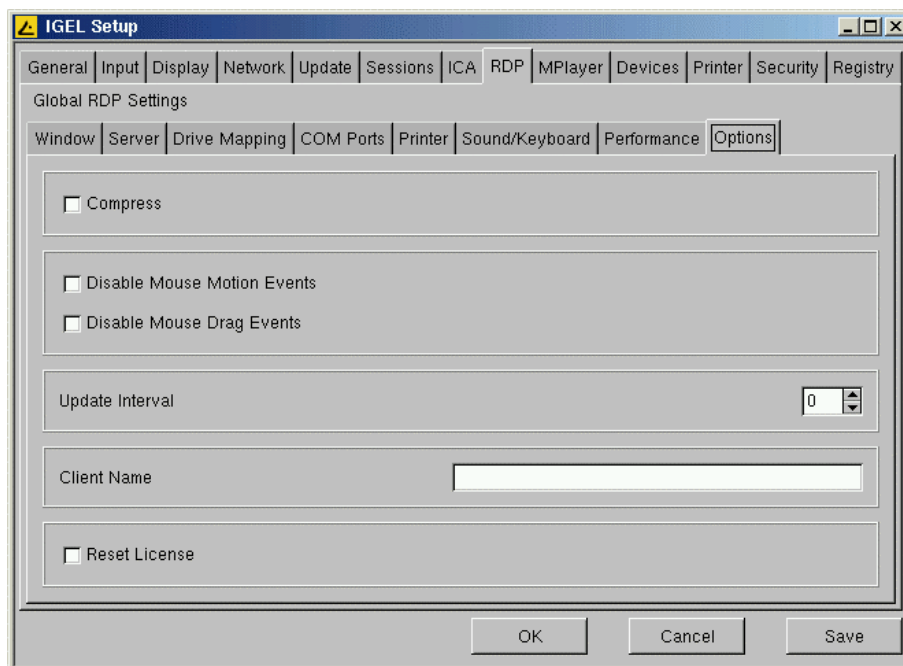 IGEL Setup
General Input Display Network Update Sessions ICA RDP MPlayer Devices Printer Security Registry
Global RDP Settings
Window Server Drive Mapping COM Ports Printer Sound/Keyboard Performance Options
Compress
Disable Mouse Motion Events
Disable Mouse Drag Events
Update Interval 0
Client Name
Reset License
OK Cancel Save